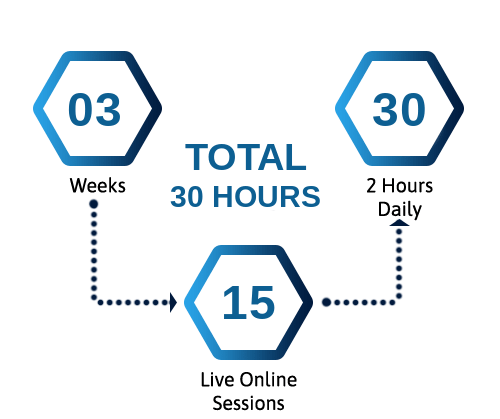 03
Weeks
TOTAL
30 HOURS
30
2 Hours
Daily
15
Live Online
Sessions